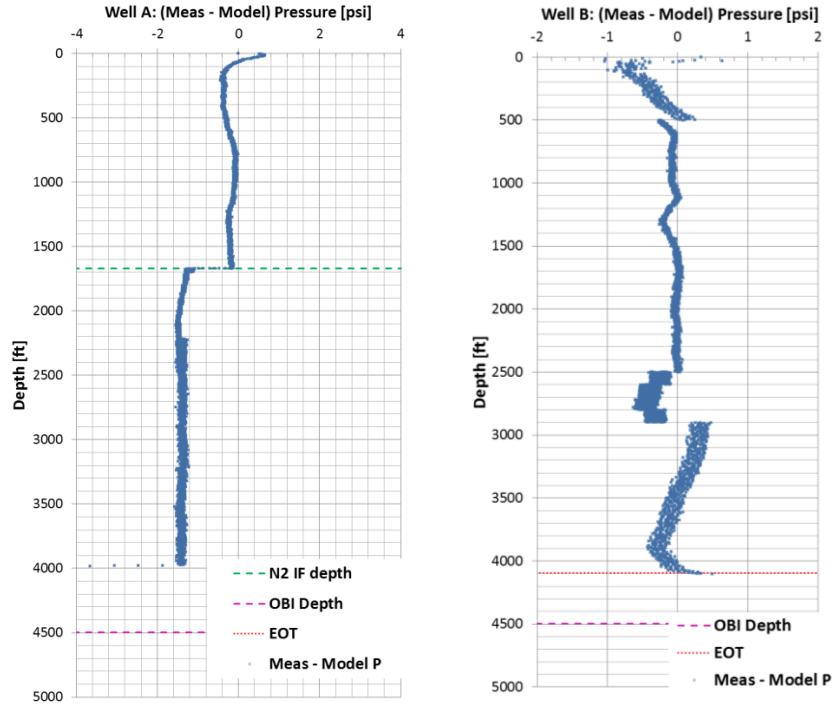 Well A: (Meas - Model) Pressure [psi]
-4 -2 0 2 4
0
500
1000
1500
2000
2500
3000
3500
4000
4500
5000
Depth [ft]
N2 IF depth
OBI Depth
EOT
Meas - Model P
Well B: (Meas - Model) Pressure [psi]
-2 -1 0 1 2
0
500
1000
1500
2000
2500
3000
3500
4000
4500
5000
Depth [ft]
OBI Depth
EOT
Meas - Model P